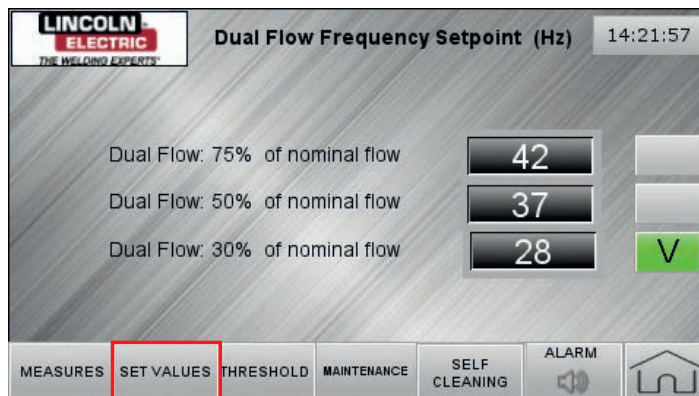 LINCOLN
ELECTRIC
THE WELDING EXPERTS®
Dual Flow Frequency Setpoint (Hz)
14:21:57
Dual Flow: 75% of nominal flow 42
Dual Flow: 50% of nominal flow 37
Dual Flow: 30% of nominal flow 28 V
MEASURES SET VALUES THRESHOLD MAINTENANCE SELF CLEANING ALARM